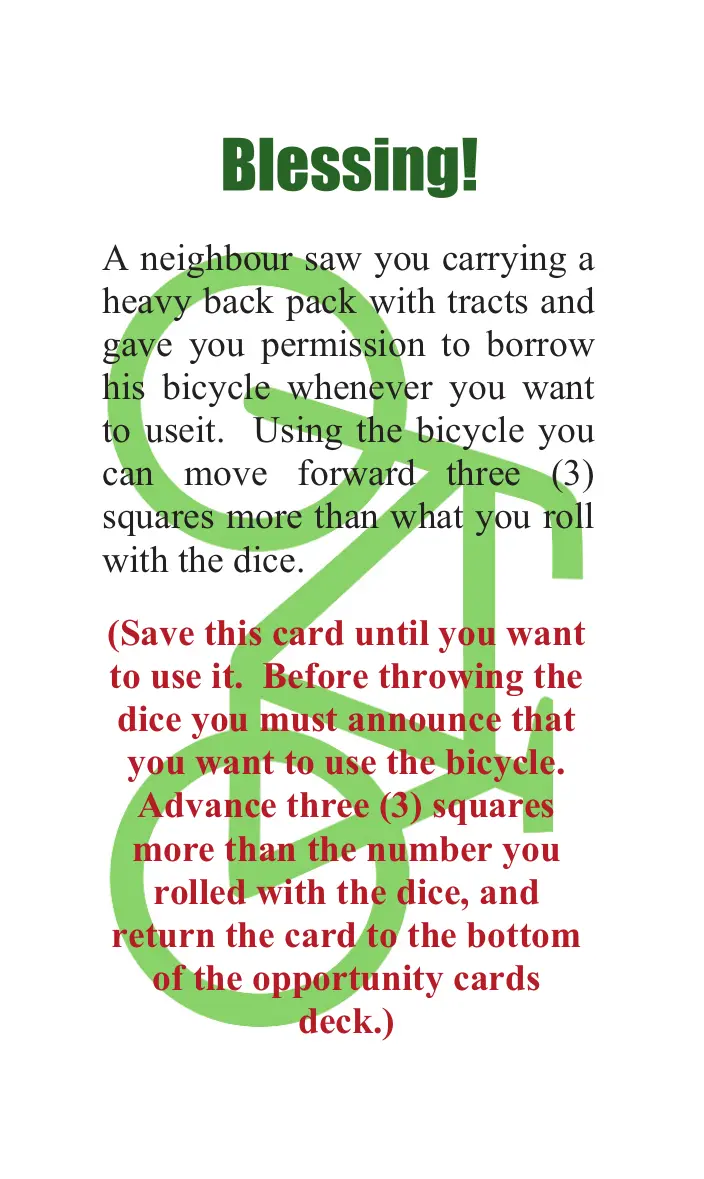 Blessing!
A neighbour saw you carrying a
heavy back pack with tracts and
gave you permission to borrow
his bicycle whenever you want
to useit.  Using the bicycle you
can move forward three (3)
squares more than what you roll
with the dice.
(Save this card until you want
to use it.  Before throwing the
dice you must announce that
you want to use the bicycle.
Advance three (3) squares
more than the number you
rolled with the dice, and
return the card to the bottom
of the opportunity cards
deck.)